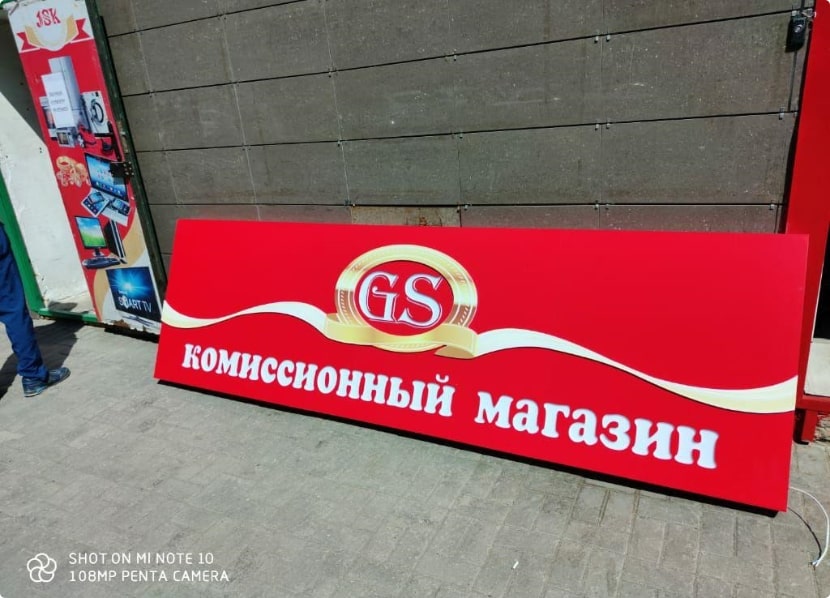 JSK
SMART TV
GS
комиссионный магазин
SHOT ON MI NOTE 10
108MP PENTA CAMERA